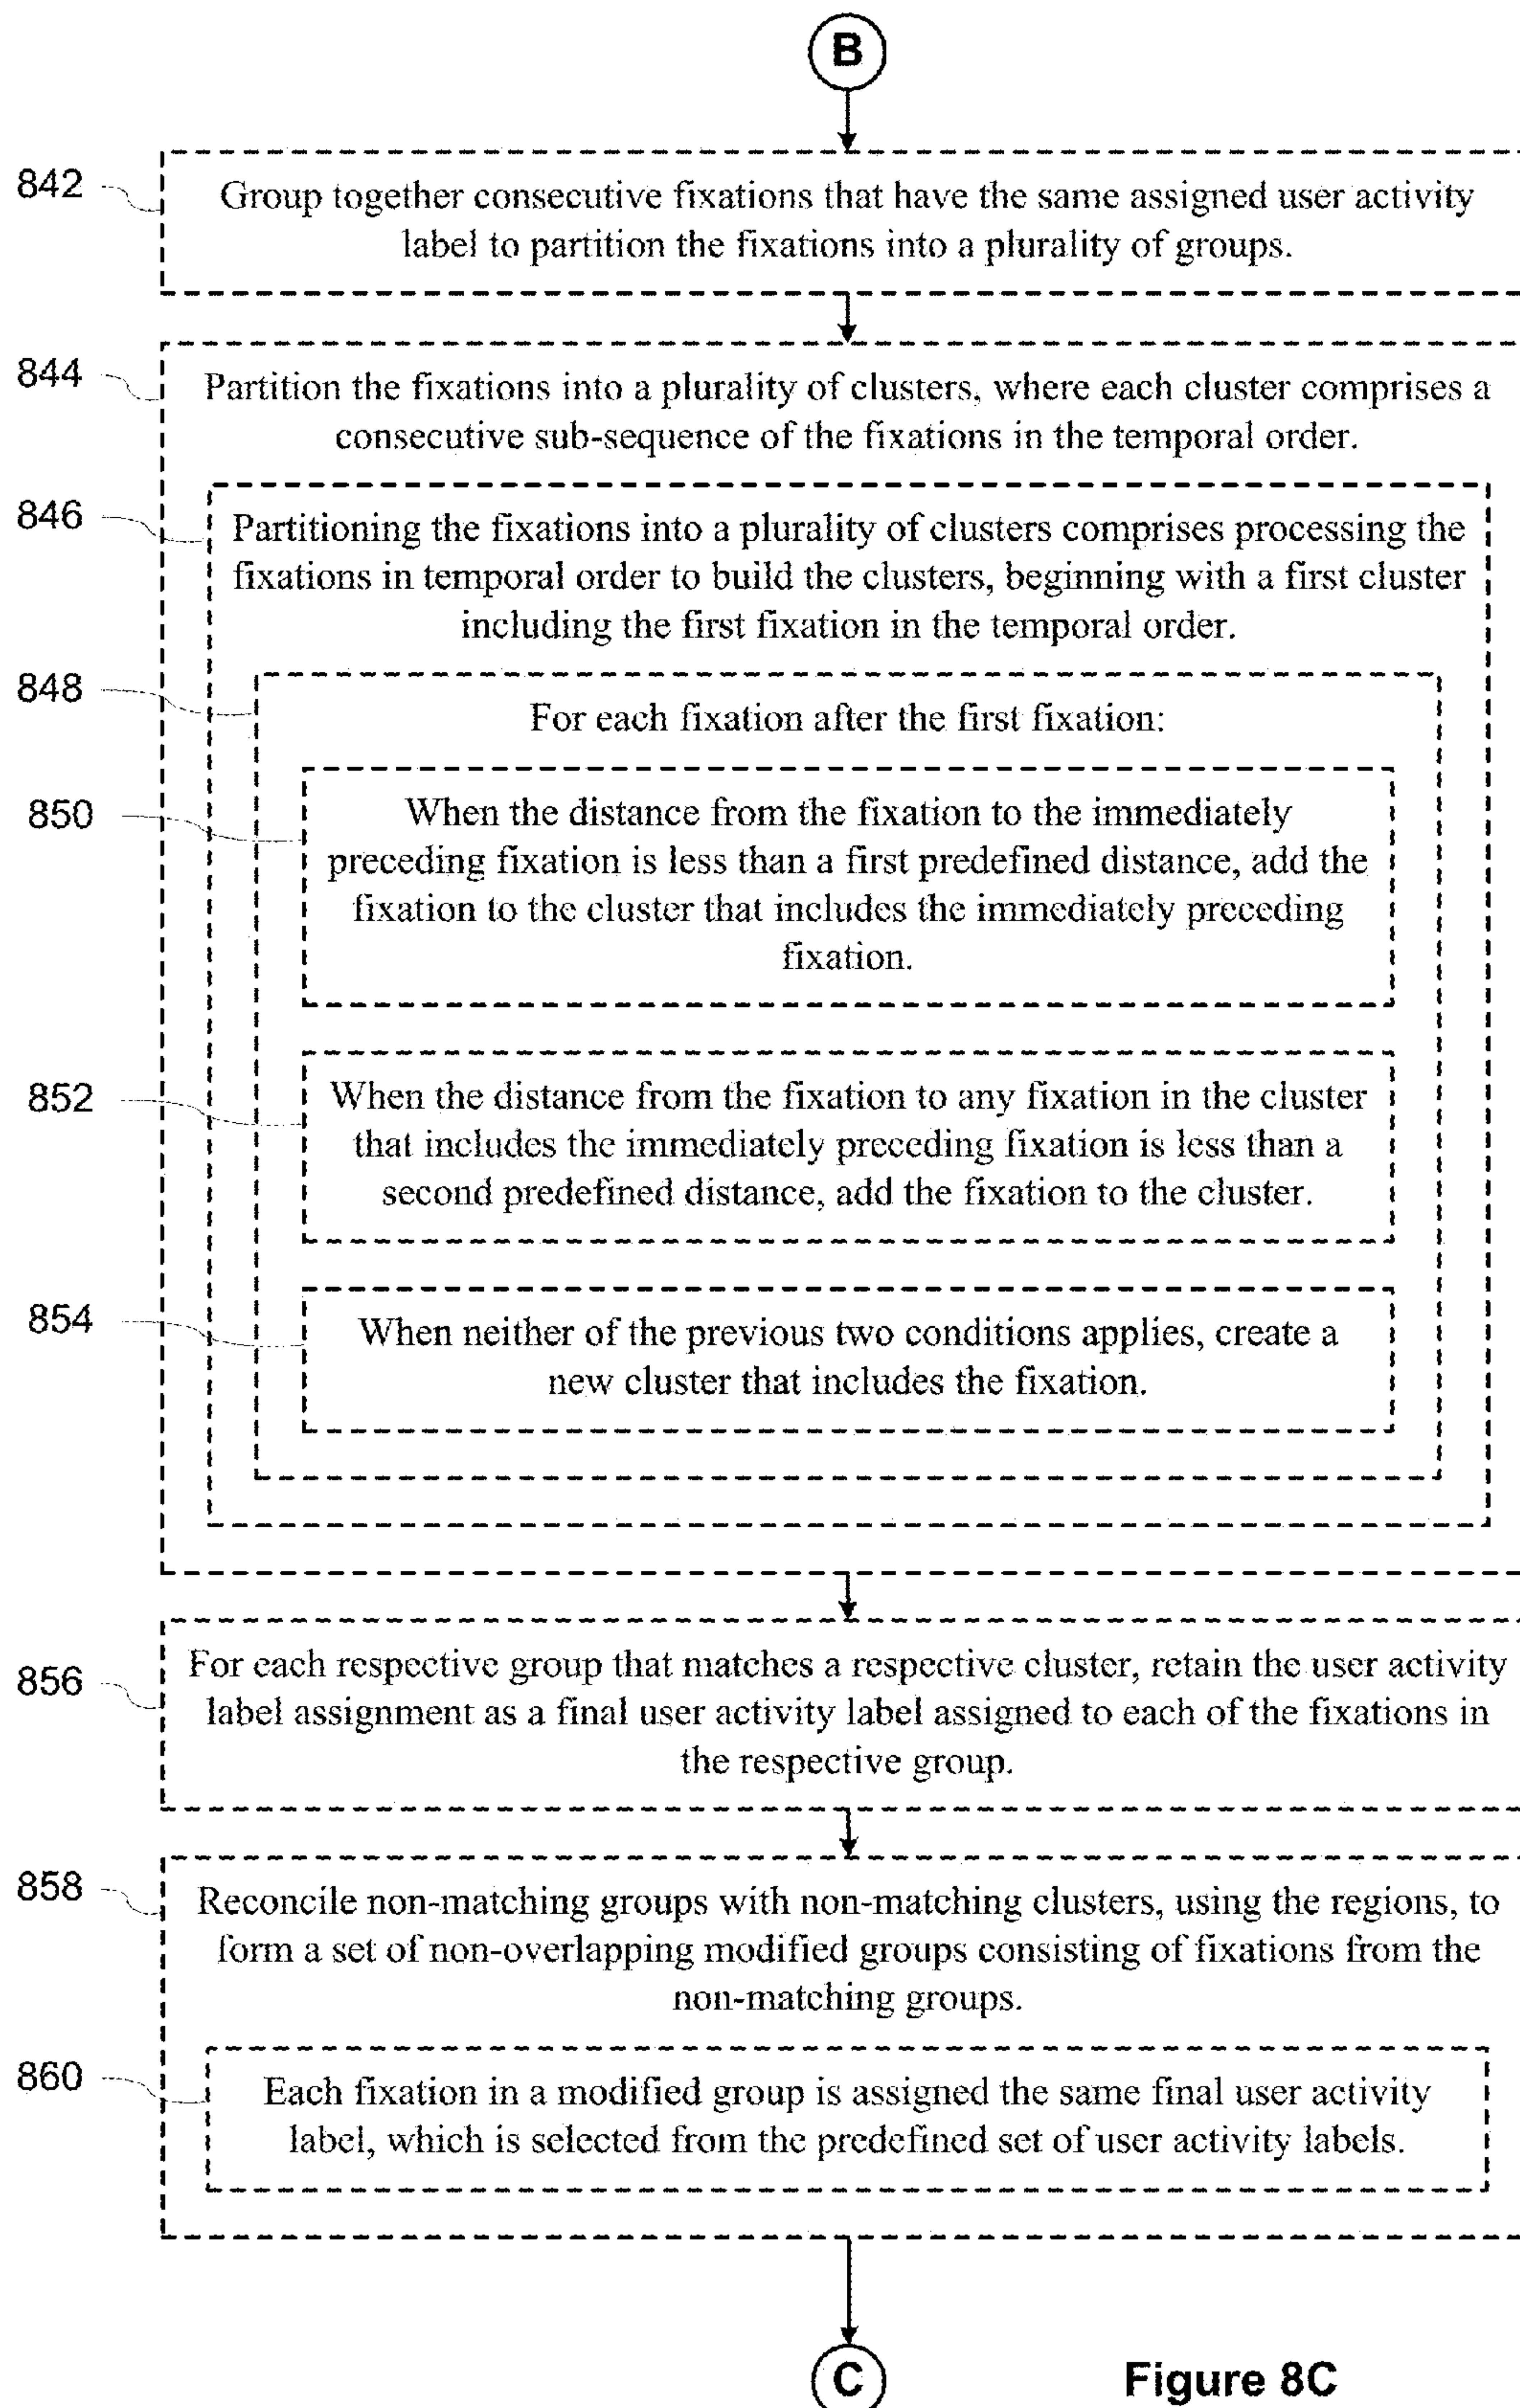 B
842
Group together consecutive fixations that have the same assigned user activity
label to partition the fixations into a plurality of groups.
844
Partition the fixations into a plurality of clusters, where each cluster comprises a
consecutive sub-sequence of the fixations in the temporal order.
846
Partitioning the fixations into a plurality of clusters comprises processing the
fixations in temporal order to build the clusters, beginning with a first cluster
including the first fixation in the temporal order.
848
For each fixation after the first fixation:
850
When the distance from the fixation to the immediately
preceding fixation is less than a first predefined distance, add the
fixation to the cluster that includes the immediately preceding
fixation.
852
When the distance from the fixation to any fixation in the cluster
that includes the immediately preceding fixation is less than a
second predefined distance, add the fixation to the cluster.
854
When neither of the previous two conditions applies, create a
new cluster that includes the fixation.
856
For each respective group that matches a respective cluster, retain the user activity
label assignment as a final user activity label assigned to each of the fixations in
the respective group.
858
Reconcile non-matching groups with non-matching clusters, using the regions, to
form a set of non-overlapping modified groups consisting of fixations from the
non-matching groups.
860
Each fixation in a modified group is assigned the same final user activity
label, which is selected from the predefined set of user activity labels.
C
Figure 8C